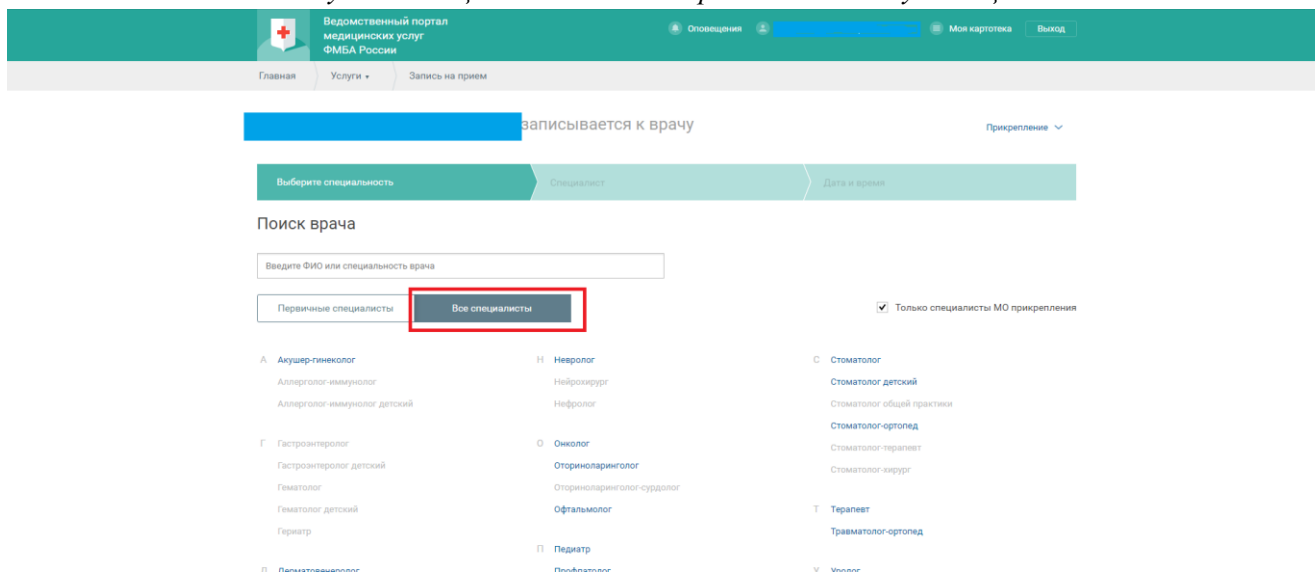 Ведомственный портал
медицинских услуг
ФМБА России
Оповещения
Моя картотека
Выход
Главная
Услуги
Запись на прием
записывается к врачу
Прикрепление
Выберите специальность
Специалист
Дата и время
Поиск врача
Введите ФИО или специальность врача
Первичные специалисты
Все специалисты
Только специалисты МО прикрепления
А Акушер-гинеколог
Аллерголог-иммунолог
Аллерголог-иммунолог детский
Г Гастроэнтеролог
Гастроэнтеролог детский
Гематолог
Гематолог детский
Гериатр
Д Дерматовенеролог
Н Невролог
Нейрохирург
Нефролог
О Онколог
Оториноларинголог
Оториноларинголог-сурдолог
Офтальмолог
П Педиатр
Профпатолог
С Стоматолог
Стоматолог детский
Стоматолог общей практики
Стоматолог-ортопед
Стоматолог-терапевт
Стоматолог-хирург
Т Терапевт
Травматолог-ортопед
У Уролог